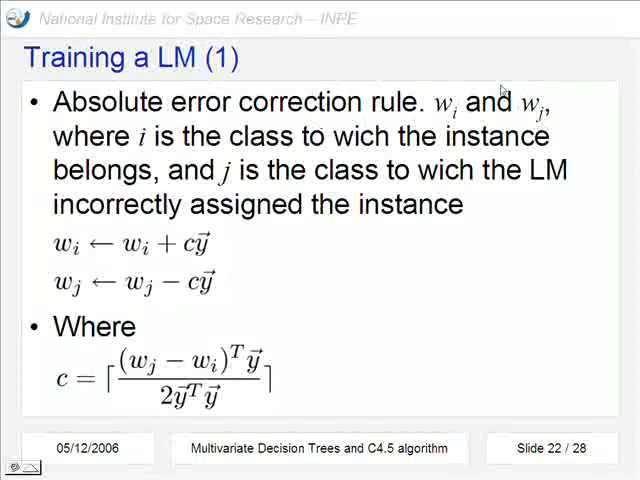 National Institute for Space Research – INPE
Training a LM (1)
• Absolute error correction rule. wᵢ and wⱼ,
where i is the class to wich the instance
belongs, and j is the class to wich the LM
incorrectly assigned the instance
wᵢ ← wᵢ + cy⃗
wⱼ ← wⱼ − cy⃗
• Where
c = ⌈(wⱼ − wᵢ)ᵀy⃗ / 2y⃗ᵀy⃗⌉
05/12/2006
Multivariate Decision Trees and C4.5 algorithm
Slide 22 / 28